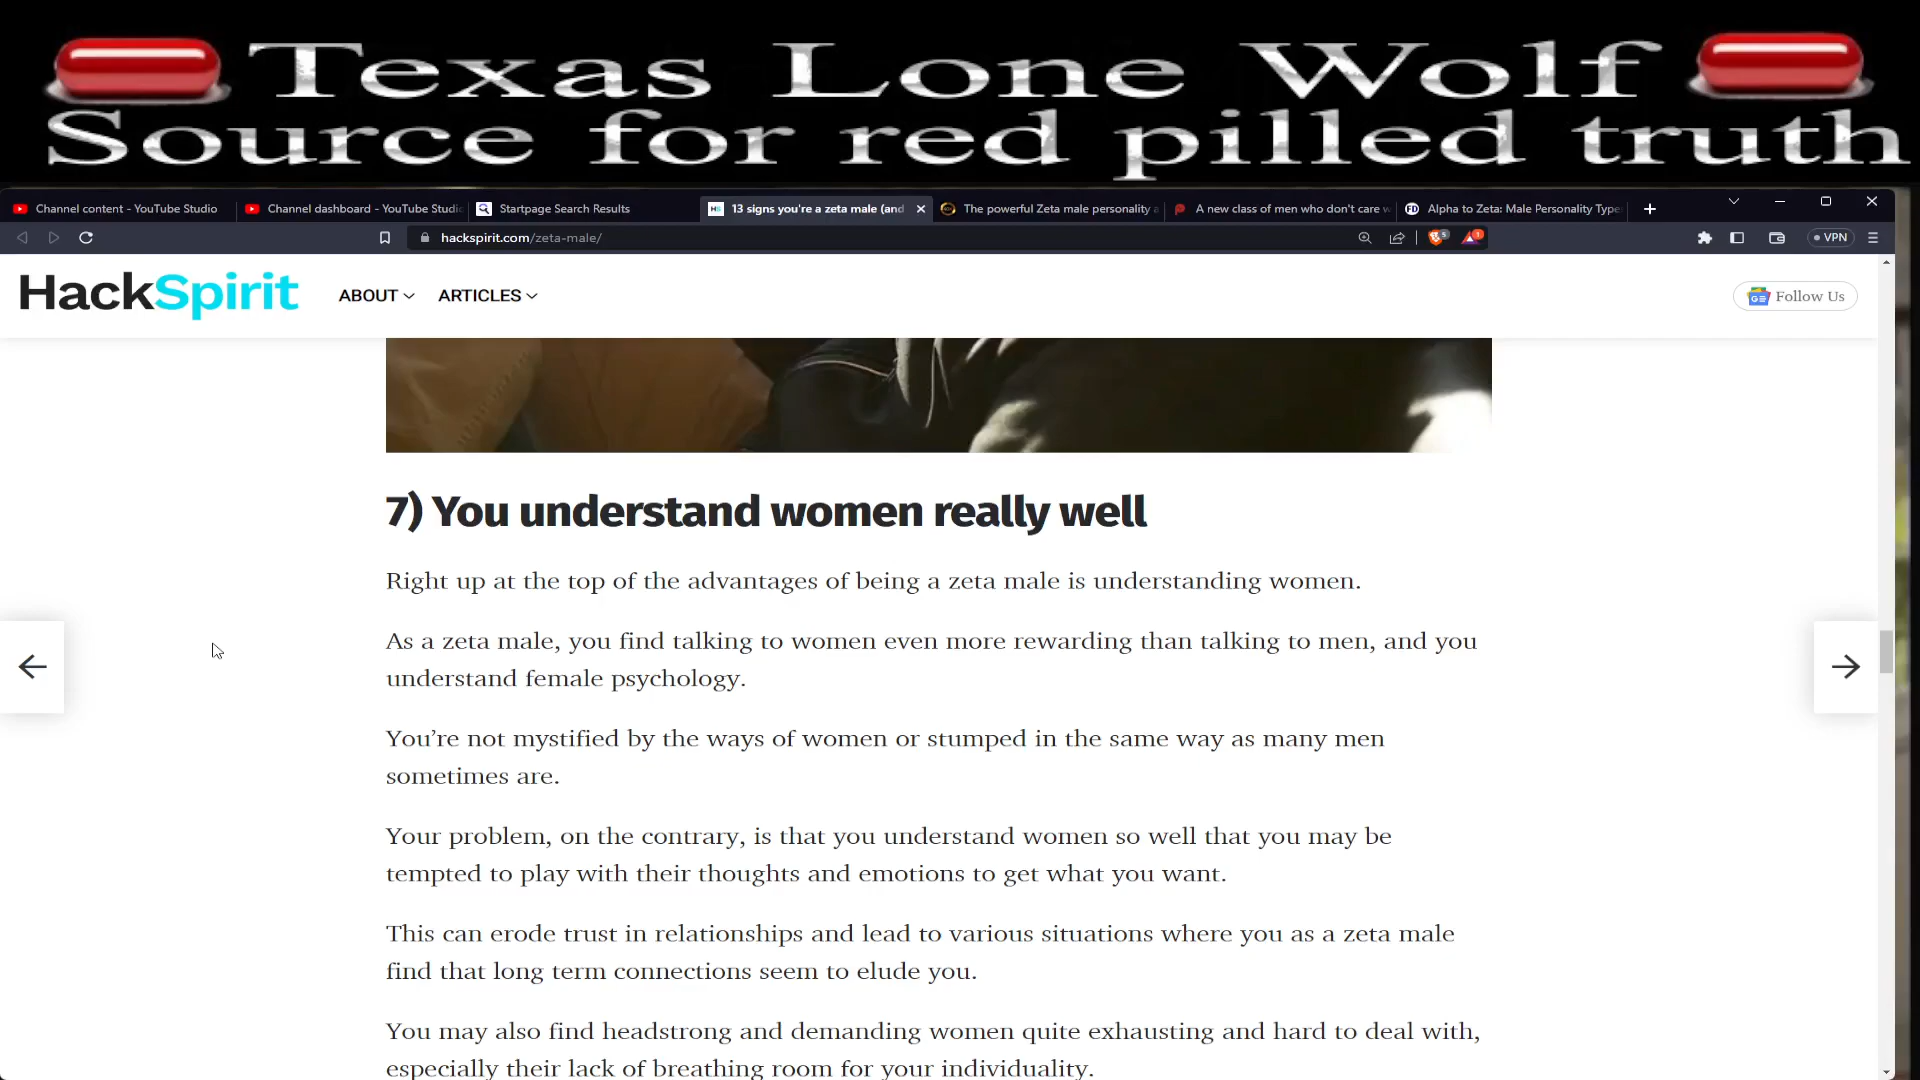 Texas Lone Wolf
Source for red pilled truth
Channel content - YouTube Studio
Channel dashboard - YouTube Studio
Startpage Search Results
13 signs you're a zeta male (and
The powerful Zeta male personality a
A new class of men who don't care w
FD
Alpha to Zeta: Male Personality Type
hackspirit.com/zeta-male/
5
1
VPN
HackSpirit
ABOUT
ARTICLES
GE
Follow Us
7) You understand women really well
Right up at the top of the advantages of being a zeta male is understanding women.
As a zeta male, you find talking to women even more rewarding than talking to men, and you
understand female psychology.
You’re not mystified by the ways of women or stumped in the same way as many men
sometimes are.
Your problem, on the contrary, is that you understand women so well that you may be
tempted to play with their thoughts and emotions to get what you want.
This can erode trust in relationships and lead to various situations where you as a zeta male
find that long term connections seem to elude you.
You may also find headstrong and demanding women quite exhausting and hard to deal with,
especially their lack of breathing room for your individuality.